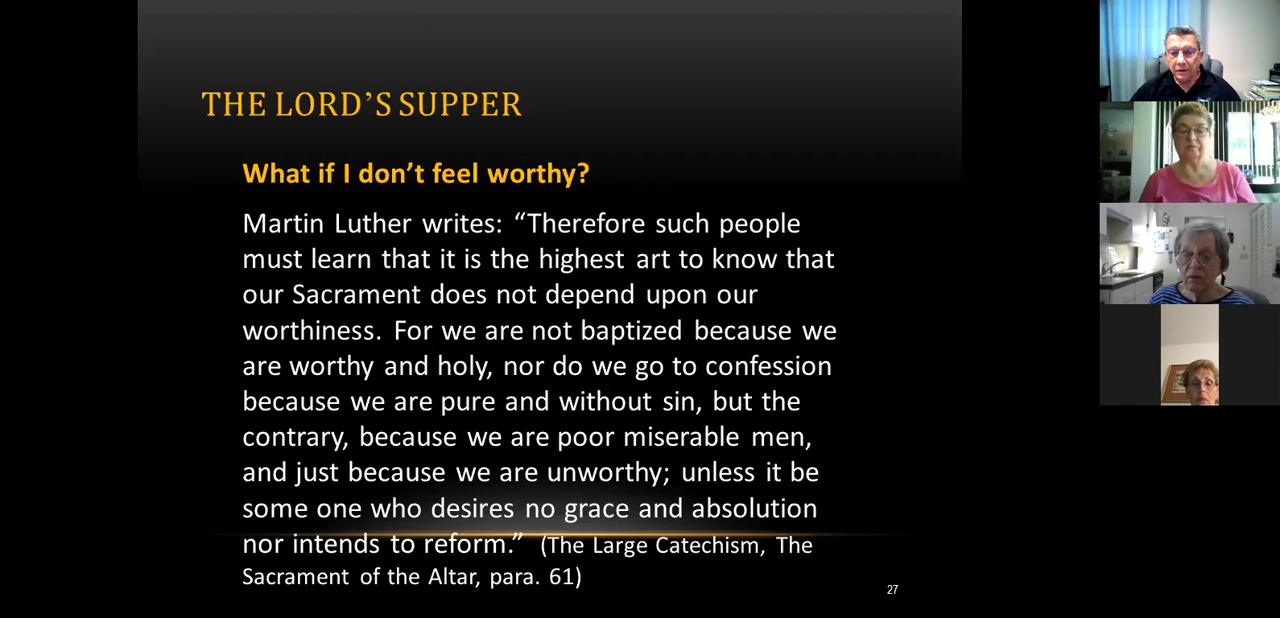 THE LORD’S SUPPER
What if I don’t feel worthy?
Martin Luther writes: “Therefore such people
must learn that it is the highest art to know that
our Sacrament does not depend upon our
worthiness. For we are not baptized because we
are worthy and holy, nor do we go to confession
because we are pure and without sin, but the
contrary, because we are poor miserable men,
and just because we are unworthy; unless it be
some one who desires no grace and absolution
nor intends to reform.” (The Large Catechism, The
Sacrament of the Altar, para. 61)
27